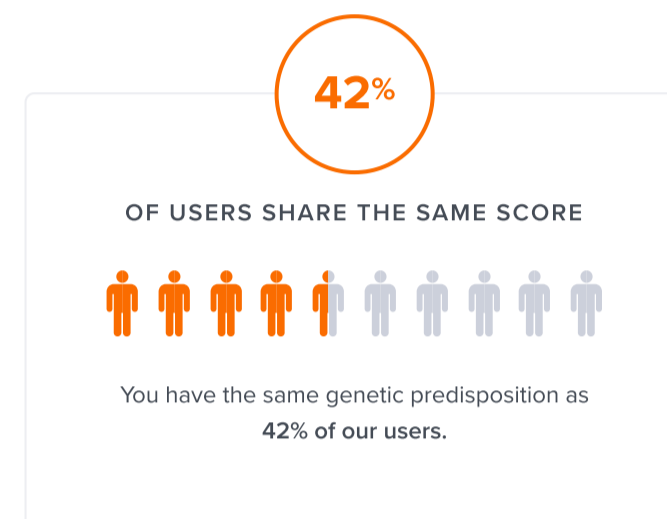 42%
OF USERS SHARE THE SAME SCORE
You have the same genetic predisposition as
42% of our users.